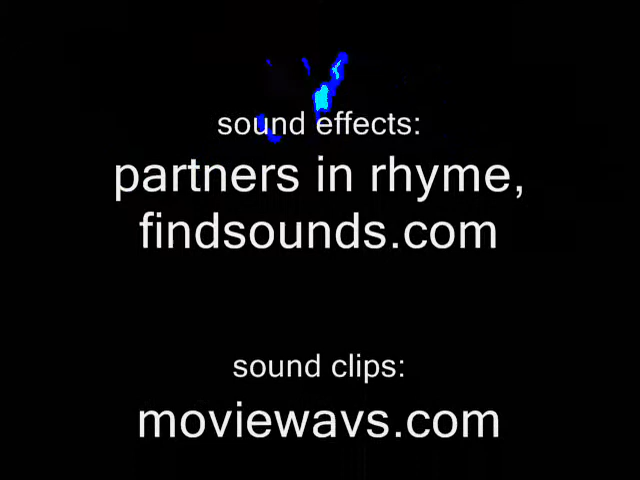 sound effects:
partners in rhyme,
findsounds.com
sound clips:
moviewavs.com